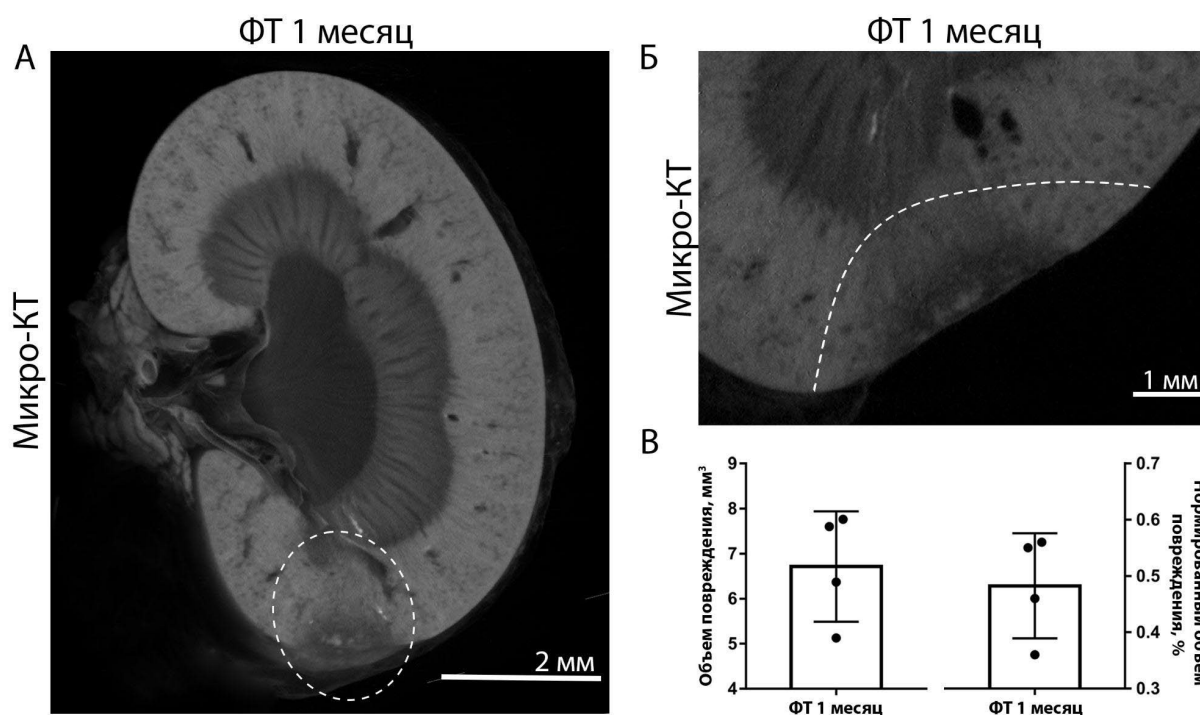 ФТ 1 месяц
А
Микро-КТ
2 мм
ФТ 1 месяц
Б
Микро-КТ
1 мм
В
Объем повреждения, мм³
9
8
7
6
5
4
ФТ 1 месяц
0.7
0.6
0.5
0.4
0.3
Нормированный объем
повреждения, %
ФТ 1 месяц